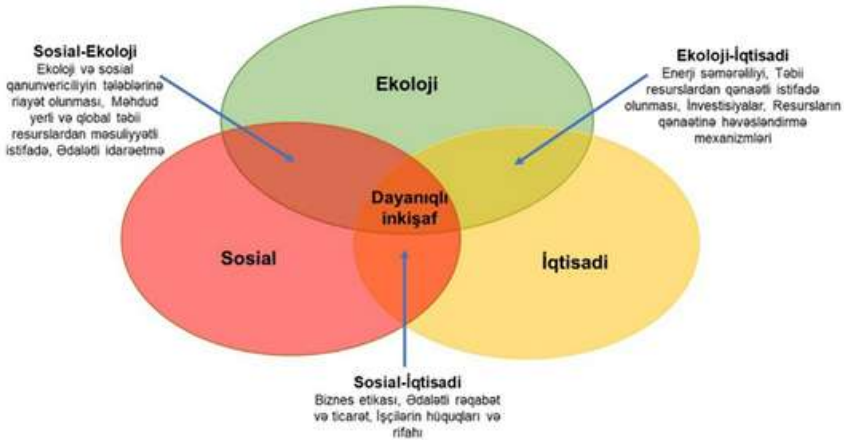 Sosial-Ekoloji
Ekoloji və sosial
qanunvericiliyin tələblərinə
riayət olunması, Məhdud
yerli və qlobal təbii
resurslardan məsuliyyətli
istifadə, Ədalətli idarəetmə
Ekoloji
Ekoloji-İqtisadi
Enerji səmərəliliyi, Təbii
resurslardan qənaətli istifadə
olunması, İnvestisiyalar, Resursların
qənaətinə həvəsləndirmə
mexanizmləri
Dayanıqlı
inkişaf
Sosial
İqtisadi
Sosial-İqtisadi
Biznes etikası, Ədalətli rəqabət
və ticarət, İşçilərin hüquqları və
rifahı